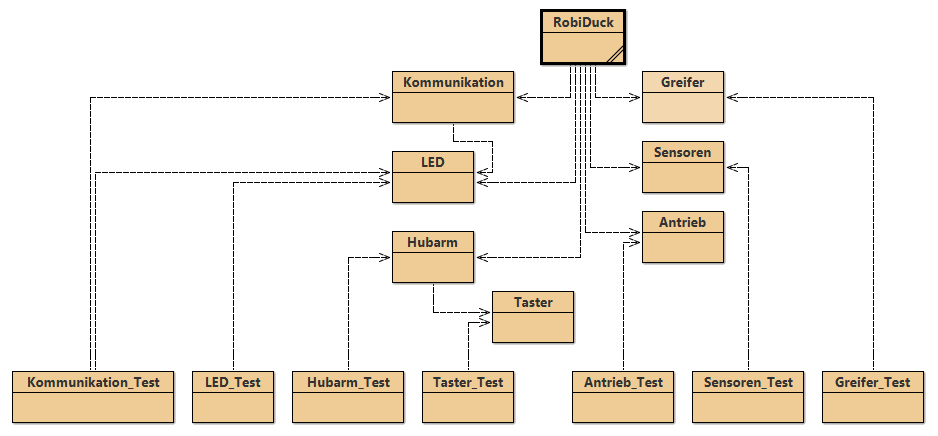 RobiDuck
Kommunikation
Greifer
LED
Sensoren
Antrieb
Hubarm
Taster
Kommunikation_Test
LED_Test
Hubarm_Test
Taster_Test
Antrieb_Test
Sensoren_Test
Greifer_Test